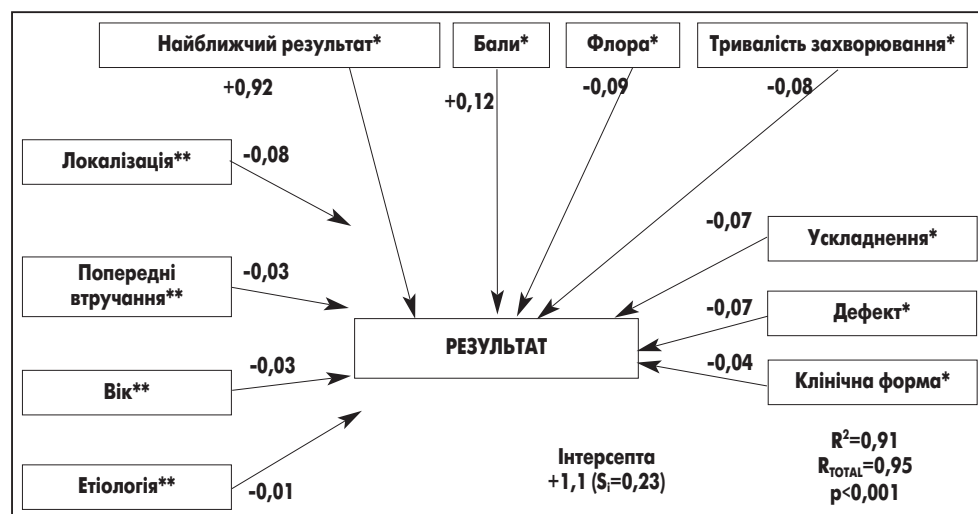 Найближчий результат*
Бали*
Флора*
Тривалість захворювання*
+0,92
+0,12
-0,09
-0,08
Локалізація**
-0,08
Попередні
втручання**
-0,03
Вік**
-0,03
Етіологія**
-0,01
РЕЗУЛЬТАТ
-0,07
Ускладнення*
-0,07
Дефект*
-0,04
Клінічна форма*
Інтерсепта
+1,1 (Sᵢ=0,23)
R²=0,91
R_TOTAL=0,95
p<0,001